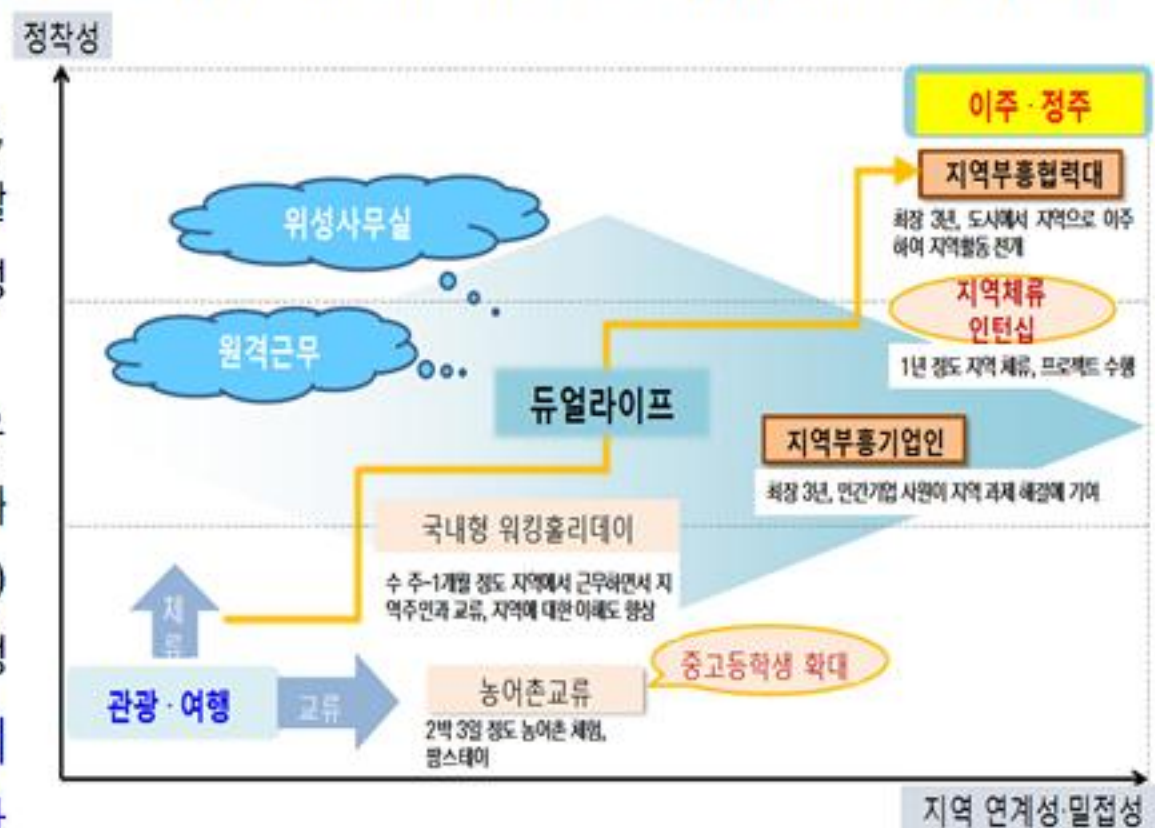 정착성
이주·정주
지역부흥협력대
최장 3년, 도시에서 지역으로 이주
하여 지역활동 전개
위성사무실
지역체류
인턴십
1년 정도 지역 체류, 프로젝트 수행
원격근무
듀얼라이프
지역부흥기업인
최장 3년, 민간기업 사원이 지역 과제 해결에 기여
국내형 워킹홀리데이
수 주~1개월 정도 지역에서 근무하면서 지
역주민과 교류, 지역에 대한 이해도 향상
체류
중고등학생 확대
농어촌교류
관광·여행
교류
2박 3일 정도 농어촌 체험,
팜스테이
지역 연계성·밀접성